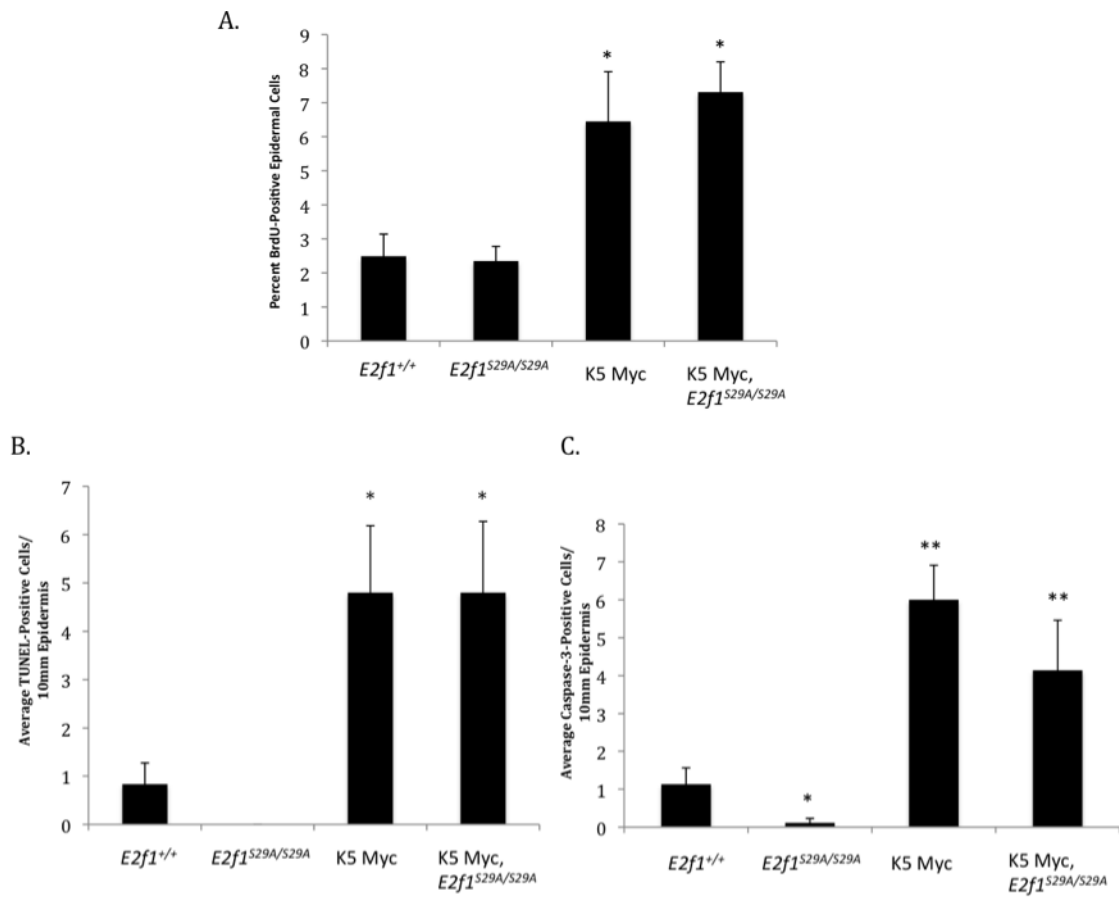 A.
Percent BrdU-Positive Epidermal Cells
9
8
7
6
5
4
3
2
1
0
*
*
E2f1+/+
E2f1S29A/S29A
K5 Myc
K5 Myc,
E2f1S29A/S29A
B.
Average TUNEL-Positive Cells/
10mm Epidermis
7
6
5
4
3
2
1
0
*
*
E2f1+/+
E2f1S29A/S29A
K5 Myc
K5 Myc,
E2f1S29A/S29A
C.
Average Caspase-3-Positive Cells/
10mm Epidermis
8
7
6
5
4
3
2
1
0
*
**
**
E2f1+/+
E2f1S29A/S29A
K5 Myc
K5 Myc,
E2f1S29A/S29A